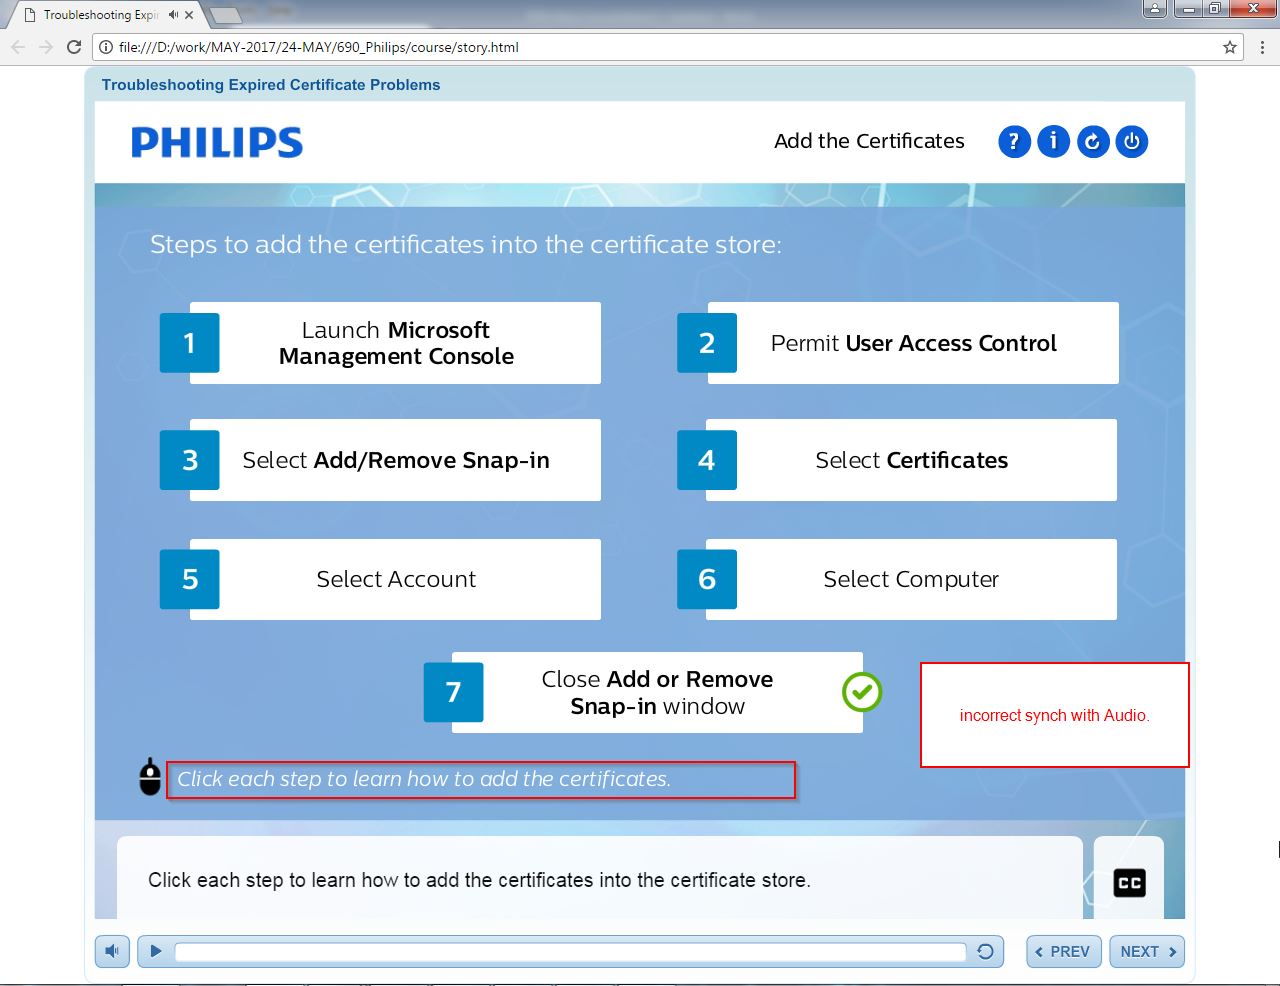 Troubleshooting Expir
file:///D:/work/MAY-2017/24-MAY/690_Philips/course/story.html
Troubleshooting Expired Certificate Problems
PHILIPS
Add the Certificates
?
i
Steps to add the certificates into the certificate store:
1
Launch Microsoft
Management Console
2
Permit User Access Control
3
Select Add/Remove Snap-in
4
Select Certificates
5
Select Account
6
Select Computer
7
Close Add or Remove
Snap-in window
incorrect synch with Audio.
Click each step to learn how to add the certificates.
Click each step to learn how to add the certificates into the certificate store.
CC
PREV
NEXT